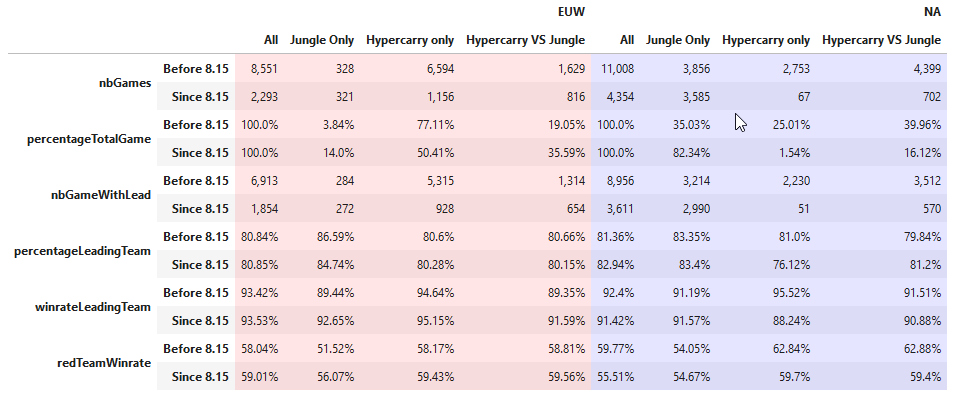 EUW NA
All Jungle Only Hypercarry only Hypercarry VS Jungle All Jungle Only Hypercarry only Hypercarry VS Jungle
nbGames Before 8.15 8,551 328 6,594 1,629 11,008 3,856 2,753 4,399
Since 8.15 2,293 321 1,156 816 4,354 3,585 67 702
percentageTotalGame Before 8.15 100.0% 3.84% 77.11% 19.05% 100.0% 35.03% 25.01% 39.96%
Since 8.15 100.0% 14.0% 50.41% 35.59% 100.0% 82.34% 1.54% 16.12%
nbGameWithLead Before 8.15 6,913 284 5,315 1,314 8,956 3,214 2,230 3,512
Since 8.15 1,854 272 928 654 3,611 2,990 51 570
percentageLeadingTeam Before 8.15 80.84% 86.59% 80.6% 80.66% 81.36% 83.35% 81.0% 79.84%
Since 8.15 80.85% 84.74% 80.28% 80.15% 82.94% 83.4% 76.12% 81.2%
winrateLeadingTeam Before 8.15 93.42% 89.44% 94.64% 89.35% 92.4% 91.19% 95.52% 91.51%
Since 8.15 93.53% 92.65% 95.15% 91.59% 91.42% 91.57% 88.24% 90.88%
redTeamWinrate Before 8.15 58.04% 51.52% 58.17% 58.81% 59.77% 54.05% 62.84% 62.88%
Since 8.15 59.01% 56.07% 59.43% 59.56% 55.51% 54.67% 59.7% 59.4%